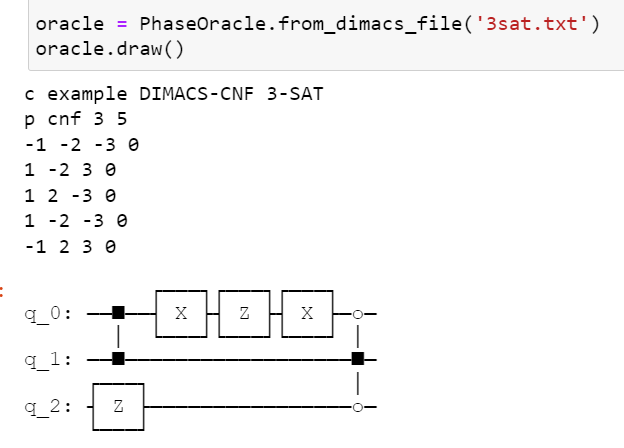 oracle = PhaseOracle.from_dimacs_file('3sat.txt')
oracle.draw()
c example DIMACS-CNF 3-SAT
p cnf 3 5
-1 -2 -3 0
1 -2 3 0
1 2 -3 0
1 -2 -3 0
-1 2 3 0
:
q_0: X Z X
q_1:
q_2: Z